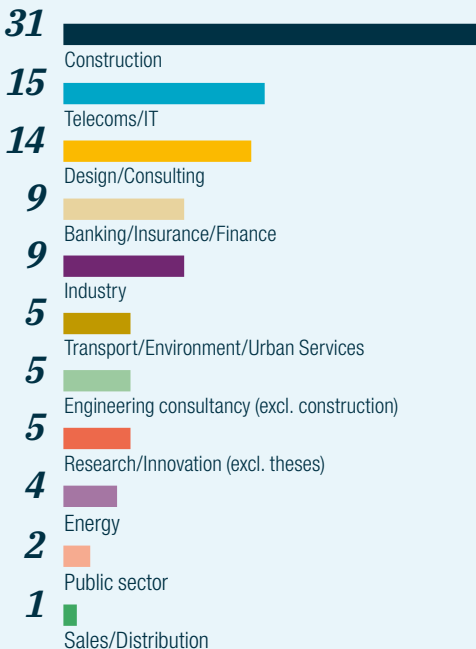 31
Construction
15
Telecoms/IT
14
Design/Consulting
9
Banking/Insurance/Finance
9
Industry
5
Transport/Environment/Urban Services
5
Engineering consultancy (excl. construction)
5
Research/Innovation (excl. theses)
4
Energy
2
Public sector
1
Sales/Distribution